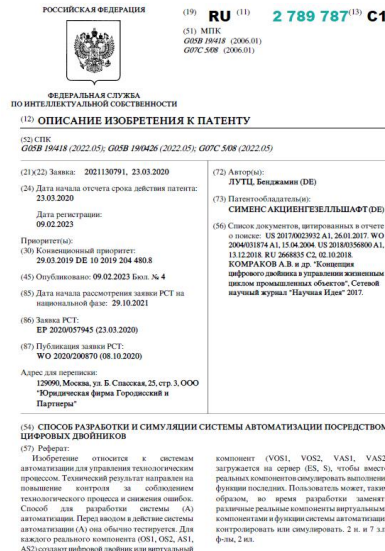 РОССИЙСКАЯ ФЕДЕРАЦИЯ
ФЕДЕРАЛЬНАЯ СЛУЖБА
ПО ИНТЕЛЛЕКТУАЛЬНОЙ СОБСТВЕННОСТИ
(19) RU (11) 2 789 787 (13) C1
(51) МПК
G05B 19/418 (2006.01)
G07C 5/08 (2006.01)
(12) ОПИСАНИЕ ИЗОБРЕТЕНИЯ К ПАТЕНТУ
(52) СПК
G05B 19/418 (2022.05); G05B 19/0426 (2022.05); G07C 5/08 (2022.05)
(21)(22) Заявка: 2021130791, 23.03.2020
(24) Дата начала отсчета срока действия патента:
23.03.2020
Дата регистрации:
09.02.2023
Приоритет(ы):
(30) Конвенционный приоритет:
29.03.2019 DE 10 2019 204 480.8
(45) Опубликовано: 09.02.2023 Бюл. № 4
(85) Дата начала рассмотрения заявки PCT на
национальной фазе: 29.10.2021
(86) Заявка PCT:
EP 2020/057945 (23.03.2020)
(87) Публикация заявки PCT:
WO 2020/200870 (08.10.2020)
Адрес для переписки:
129090, Москва, ул. Б. Спасская, 25, стр. 3, ООО
"Юридическая фирма Городисский и
Партнеры"
(72) Автор(ы):
ЛУТЦ, Бенджамин (DE)
(73) Патентообладатель(и):
СИМЕНС АКЦИЕНГЕЗЕЛЛЬШАФТ (DE)
(56) Список документов, цитированных в отчете
о поиске: US 2017/0023932 A1, 26.01.2017. WO
2004/031874 A1, 15.04.2004. US 2018/0356800 A1,
13.12.2018. RU 2668835 C2, 02.10.2018.
КОМРАКОВ А.В. и др. "Концепция
цифрового двойника в управлении жизненным
циклом промышленных объектов", Сетевой
научный журнал "Научная Идея" 2017.
(54) СПОСОБ РАЗРАБОТКИ И СИМУЛЯЦИИ СИСТЕМЫ АВТОМАТИЗАЦИИ ПОСРЕДСТВОМ
ЦИФРОВЫХ ДВОЙНИКОВ
(57) Реферат:
Изобретение относится к системам
автоматизации для управления технологическим
процессом. Технический результат направлен на
повышение контроля за соблюдением
технологического процесса и снижения ошибок.
Способ для разработки системы (А)
автоматизации. Перед вводом в действие системы
автоматизации (А) она обычно тестируется. Для
каждого реального компонента (OS1, OS2, AS1,
AS2) создают цифровой двойник или виртуальный
компонент (VOS1, VOS2, VAS1, VAS2)
загружается на сервер (ES, S), чтобы вместо
реальных компонентов симулировать выполнение
функции последних. Пользователь может, таким
образом, во время разработки заменять
реальные компоненты виртуальными
компонентами и функции системы автоматизации
контролировать или симулировать. 2 н. и 7 з.п.
ф-лы, 2 ил.